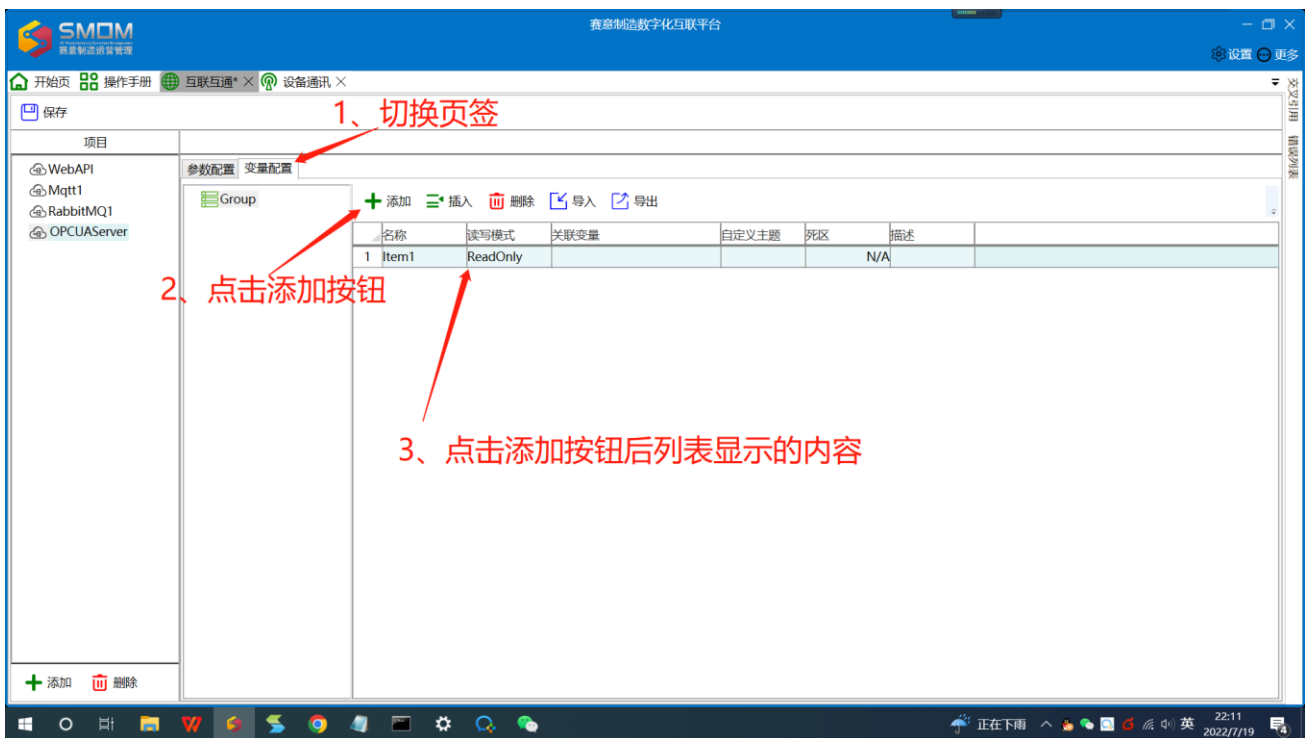 SMOM
赛意制造运营管理
赛意制造数字化互联平台
设置 更多
开始页 操作手册 互联互通* 设备通讯
保存
1、切换页签
交叉引用
错误列表
项目
WebAPI
Mqtt1
RabbitMQ1
OPCUAServer
参数配置 变量配置
Group
添加 插入 删除 导入 导出
名称 读写模式 关联变量 自定义主题 死区 描述
1 Item1 ReadOnly N/A
2、点击添加按钮
3、点击添加按钮后列表显示的内容
添加 删除
正在下雨 英 22:11
2022/7/19
4